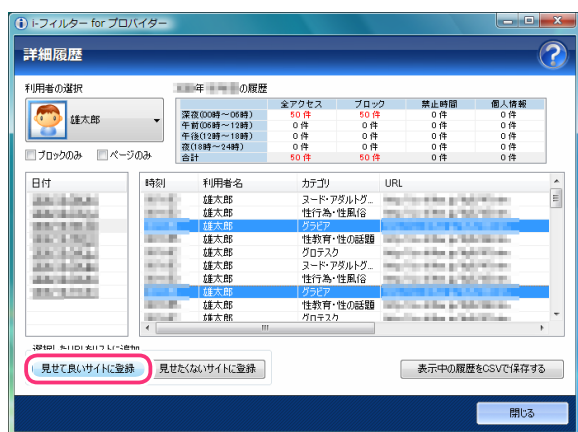 i-フィルター for プロバイダー
詳細履歴
利用者の選択
年 の履歴
雄太郎
ブロックのみ ページのみ
全アクセス ブロック 禁止時間 個人情報
深夜(00時～06時) 50 件 50 件 0 件 0 件
午前(06時～12時) 0 件 0 件 0 件 0 件
午後(12時～18時) 0 件 0 件 0 件 0 件
夜(18時～24時) 0 件 0 件 0 件 0 件
合計 50 件 50 件 0 件 0 件
日付 時刻 利用者名 カテゴリ URL
雄太郎 ヌード・アダルトグ...
雄太郎 性行為・性風俗
雄太郎 グラビア
雄太郎 性教育・性の話題
雄太郎 グロテスク
雄太郎 ヌード・アダルトグ...
雄太郎 性行為・性風俗
雄太郎 グラビア
雄太郎 性教育・性の話題
雄太郎 グロテスク
選択したURLをリストに追加
見せて良いサイトに登録 見せたくないサイトに登録 表示中の履歴をCSVで保存する
閉じる